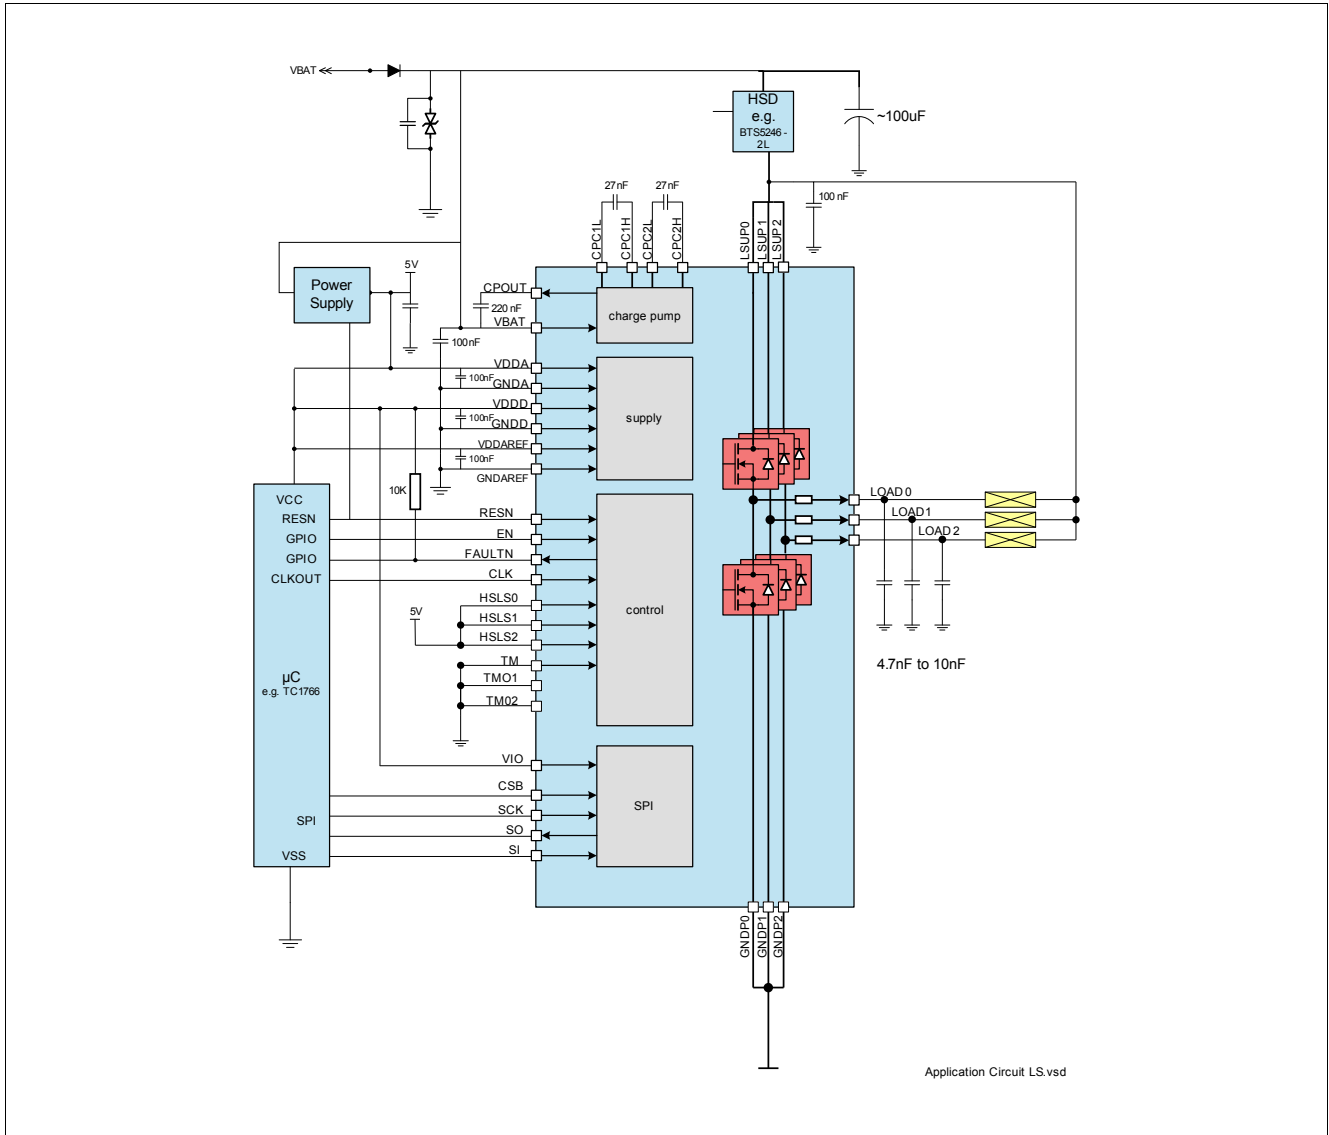 VBAT
HSD
e.g.
BTS5246 -
2L
~100uF
27nF
27nF
100 nF
CPC1L
CPC1H
CPC2L
CPC2H
LSUP0
LSUP 1
LSUP 2
5V
Power
Supply
CPOUT
220 nF
VBAT
100nF
charge pump
VDDA
100nF
GNDA
VDDD
100nF
GNDD
VDDAREF
100nF
GNDAREF
supply
10K
VCC
RESN
GPIO
GPIO
CLKOUT
RESN
EN
FAULTN
CLK
5V
HSLS0
HSLS1
HSLS2
TM
TMO1
TM02
control
LOAD 0
LOAD1
LOAD 2
4.7nF to 10nF
µC
e.g. TC1766
VIO
CSB
SCK
SO
SI
SPI
SPI
VSS
GNDP0
GNDP1
GNDP2
Application Circuit LS.vsd